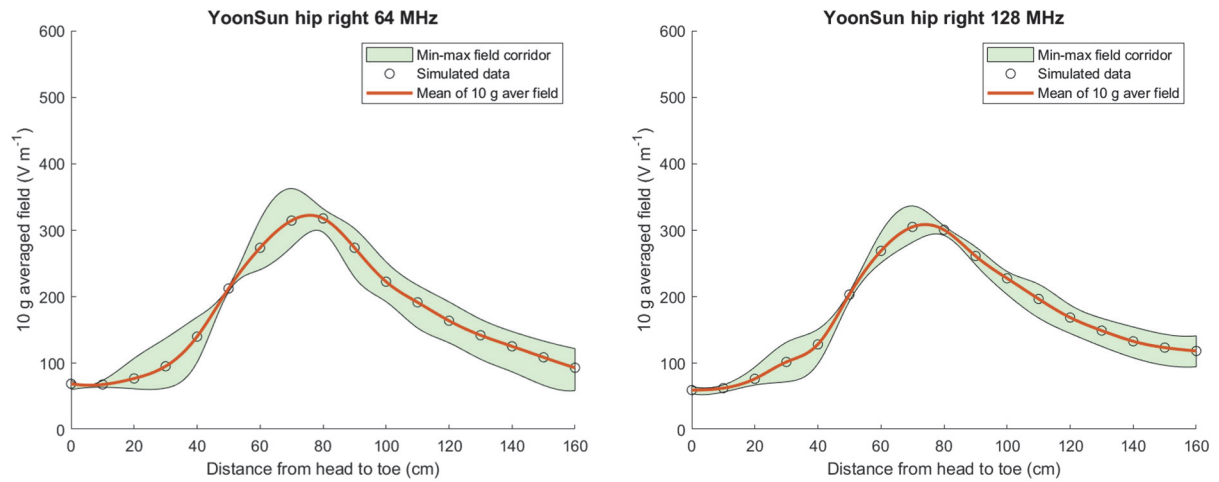 YoonSun hip right 64 MHz
600
500
400
300
200
100
0
10 g averaged field (V m⁻¹)
Min-max field corridor
Simulated data
Mean of 10 g aver field
0 20 40 60 80 100 120 140 160
Distance from head to toe (cm)
YoonSun hip right 128 MHz
600
500
400
300
200
100
0
10 g averaged field (V m⁻¹)
Min-max field corridor
Simulated data
Mean of 10 g aver field
0 20 40 60 80 100 120 140 160
Distance from head to toe (cm)